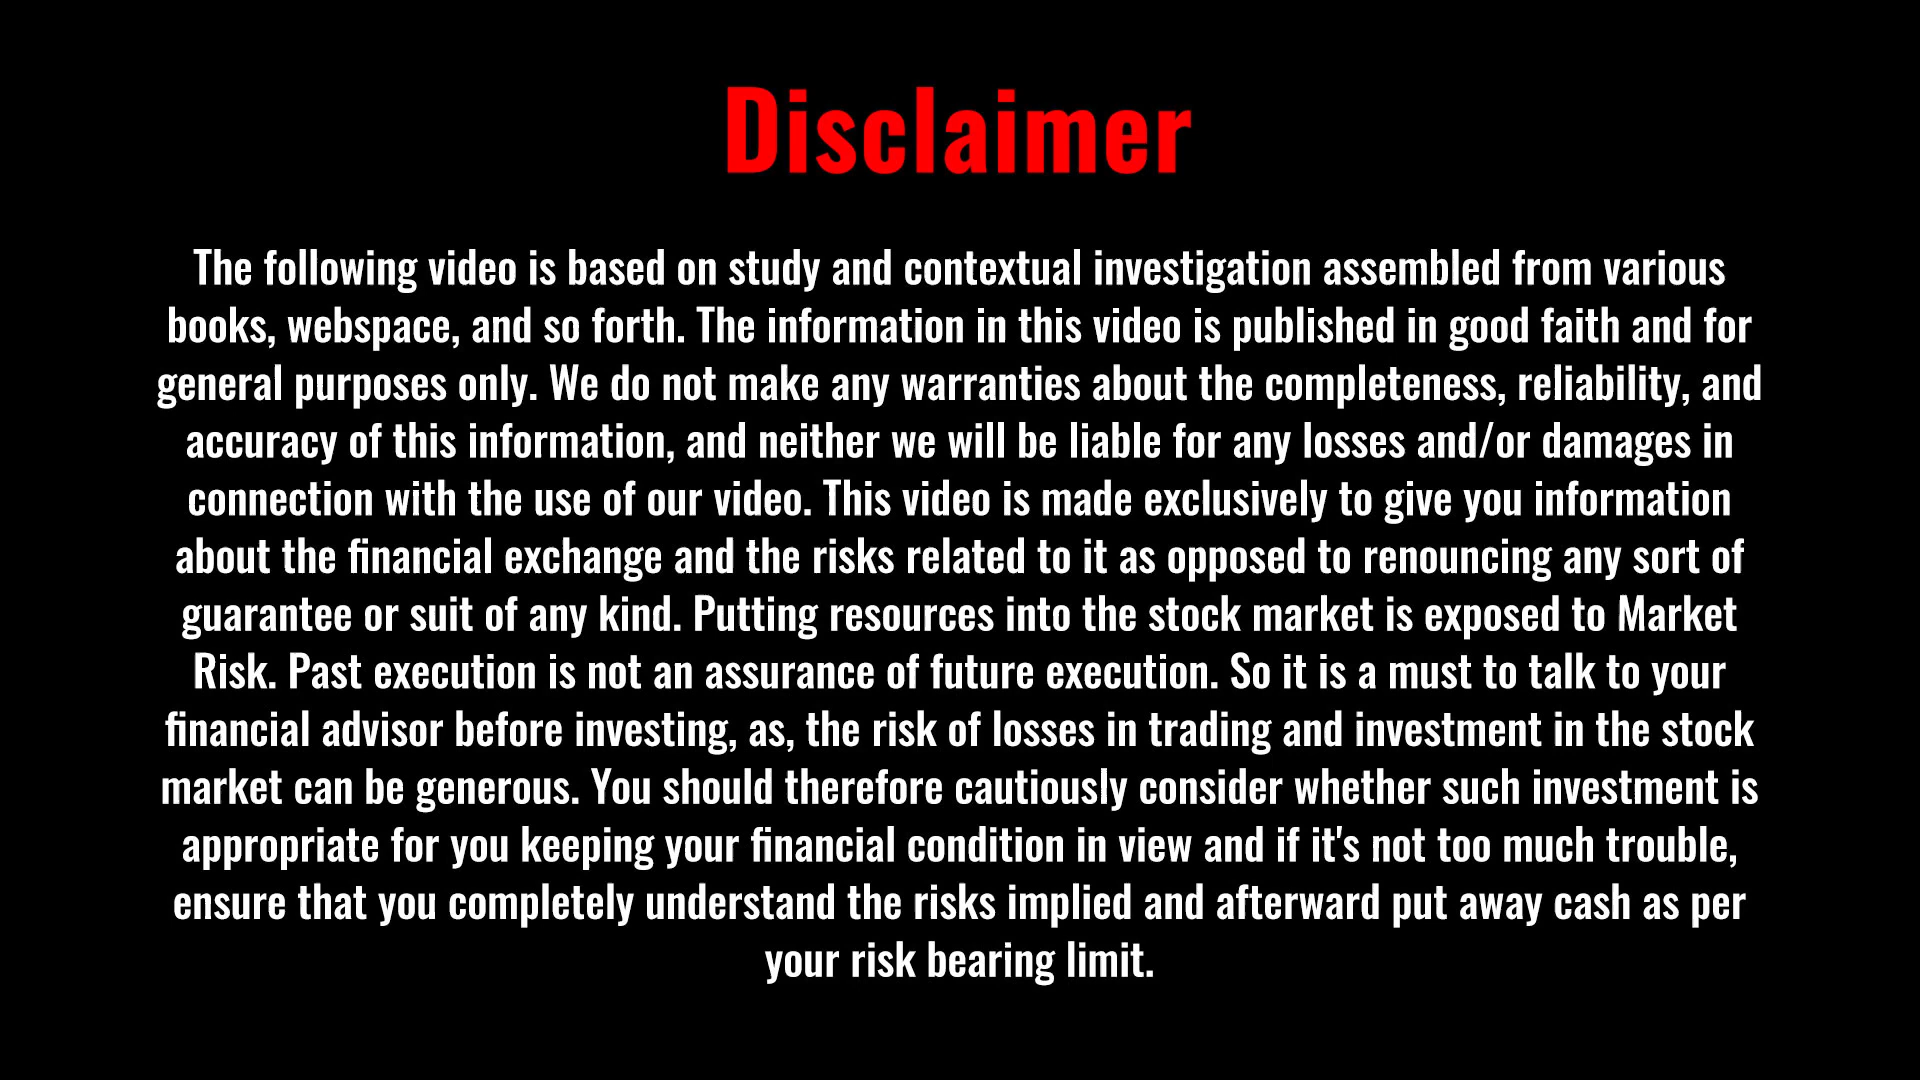 Disclaimer
The following video is based on study and contextual investigation assembled from various
books, webspace, and so forth. The information in this video is published in good faith and for
general purposes only. We do not make any warranties about the completeness, reliability, and
accuracy of this information, and neither we will be liable for any losses and/or damages in
connection with the use of our video. This video is made exclusively to give you information
about the financial exchange and the risks related to it as opposed to renouncing any sort of
guarantee or suit of any kind. Putting resources into the stock market is exposed to Market
Risk. Past execution is not an assurance of future execution. So it is a must to talk to your
financial advisor before investing, as, the risk of losses in trading and investment in the stock
market can be generous. You should therefore cautiously consider whether such investment is
appropriate for you keeping your financial condition in view and if it's not too much trouble,
ensure that you completely understand the risks implied and afterward put away cash as per
your risk bearing limit.